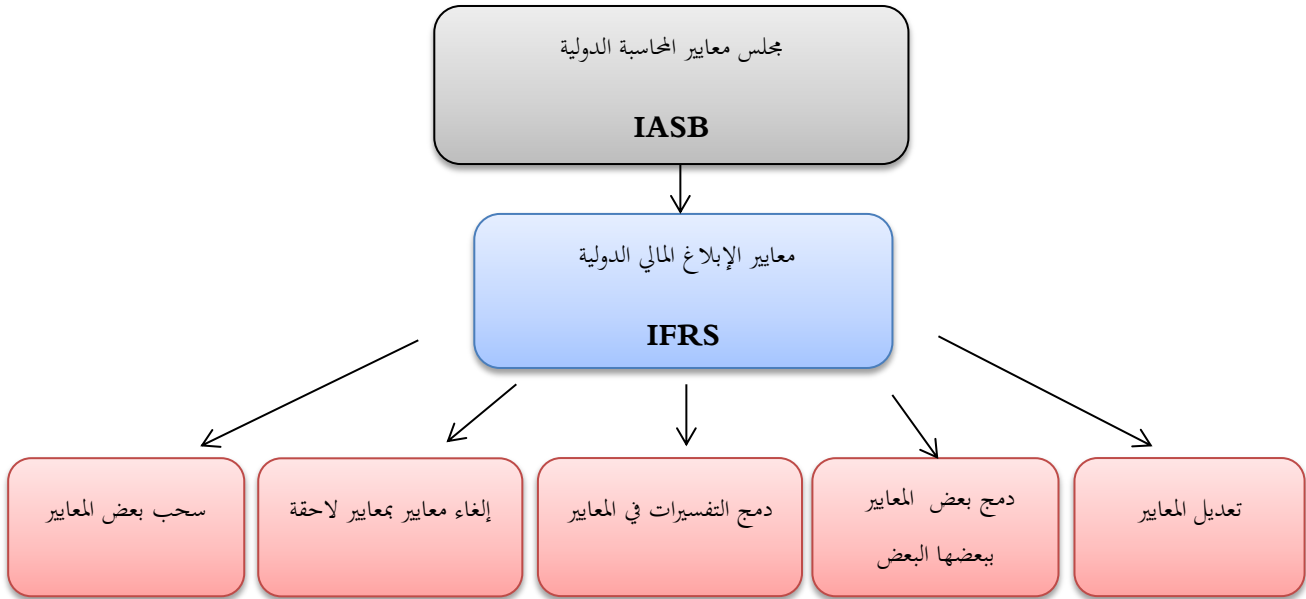 مجلس معايير المحاسبة الدولية
IASB
معايير الإبلاغ المالي الدولية
IFRS
تعديل المعايير
دمج بعض المعايير
ببعضها البعض
دمج التفسيرات في المعايير
إلغاء معايير بمعايير لاحقة
سحب بعض المعايير